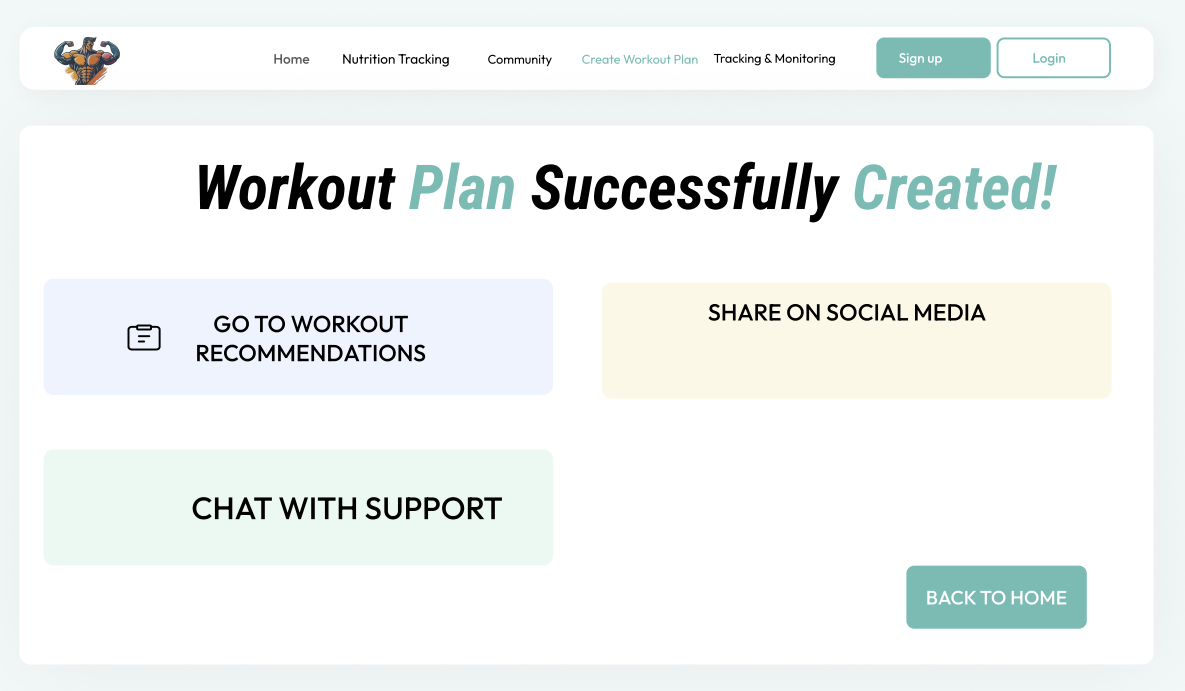 Home Nutrition Tracking Community Create Workout Plan Tracking & Monitoring Sign up Login
Workout Plan Successfully Created!
GO TO WORKOUT
RECOMMENDATIONS
SHARE ON SOCIAL MEDIA
CHAT WITH SUPPORT
BACK TO HOME